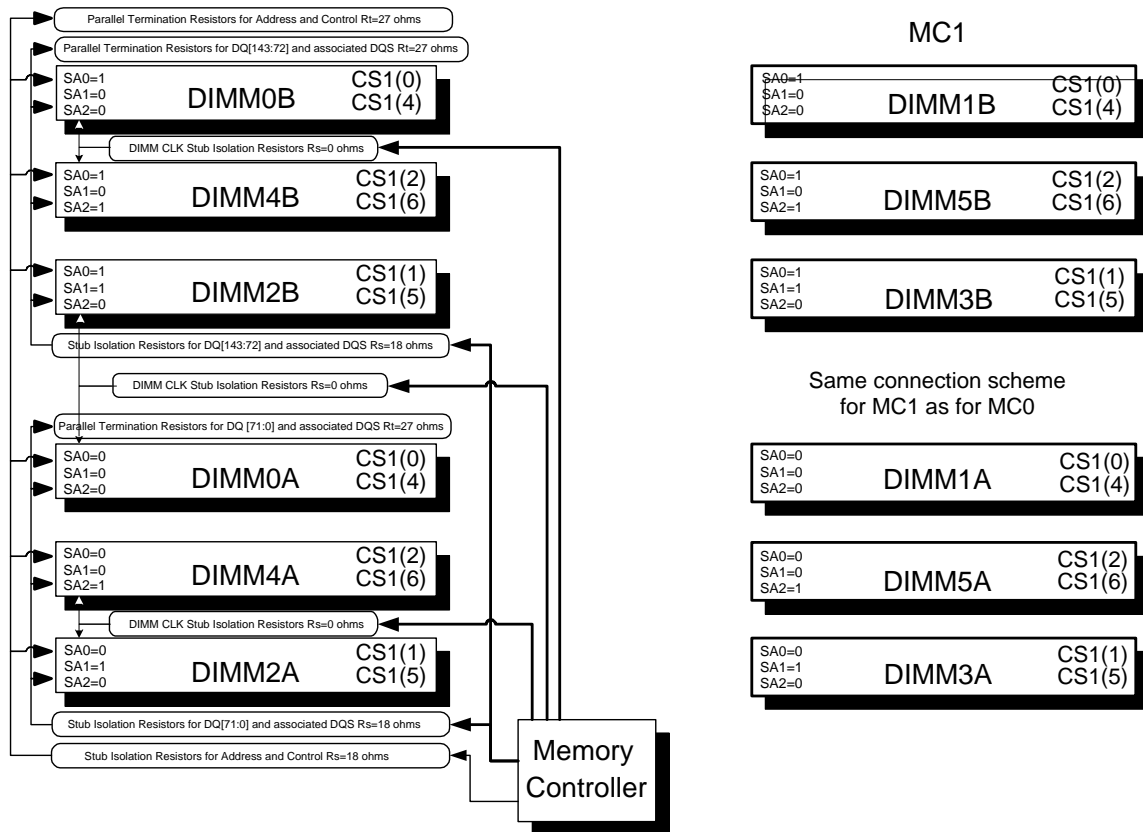 Parallel Termination Resistors for Address and Control Rt=27 ohms
Parallel Termination Resistors for DQ[143:72] and associated DQS Rt=27 ohms
SA0=1
SA1=0
SA2=0
DIMM0B
CS1(0)
CS1(4)
DIMM CLK Stub Isolation Resistors Rs=0 ohms
SA0=1
SA1=0
SA2=1
DIMM4B
CS1(2)
CS1(6)
SA0=1
SA1=1
SA2=0
DIMM2B
CS1(1)
CS1(5)
Stub Isolation Resistors for DQ[143:72] and associated DQS Rs=18 ohms
DIMM CLK Stub Isolation Resistors Rs=0 ohms
Parallel Termination Resistors for DQ [71:0] and associated DQS Rt=27 ohms
SA0=0
SA1=0
SA2=0
DIMM0A
CS1(0)
CS1(4)
SA0=0
SA1=0
SA2=1
DIMM4A
CS1(2)
CS1(6)
DIMM CLK Stub Isolation Resistors Rs=0 ohms
SA0=0
SA1=1
SA2=0
DIMM2A
CS1(1)
CS1(5)
Stub Isolation Resistors for DQ[71:0] and associated DQS Rs=18 ohms
Stub Isolation Resistors for Address and Control Rs=18 ohms
Memory
Controller
MC1
SA0=1
SA1=0
SA2=0
DIMM1B
CS1(0)
CS1(4)
SA0=1
SA1=0
SA2=1
DIMM5B
CS1(2)
CS1(6)
SA0=1
SA1=1
SA2=0
DIMM3B
CS1(1)
CS1(5)
Same connection scheme
for MC1 as for MC0
SA0=0
SA1=0
SA2=0
DIMM1A
CS1(0)
CS1(4)
SA0=0
SA1=0
SA2=1
DIMM5A
CS1(2)
CS1(6)
SA0=0
SA1=1
SA2=0
DIMM3A
CS1(1)
CS1(5)